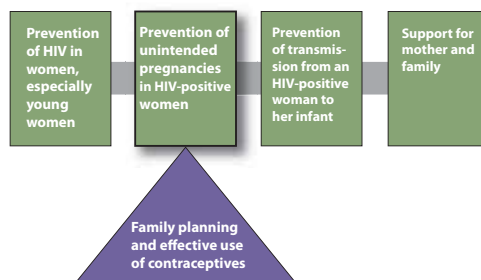 Prevention
of HIV in
women,
especially
young
women
Prevention of
unintended
pregnancies
in HIV-positive
women
Prevention
of transmis-
sion from an
HIV-positive
woman to
her infant
Support for
mother and
family
Family planning
and effective use
of contraceptives